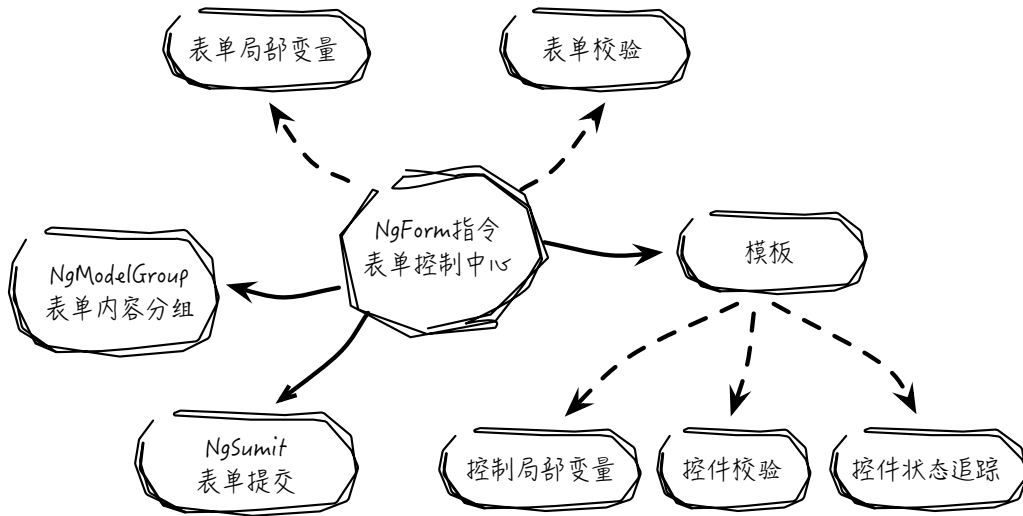 表单局部变量
表单校验
NgForm指令
表单控制中心
模板
NgModelGroup
表单内容分组
NgSumit
表单提交
控制局部变量
控件校验
控件状态追踪